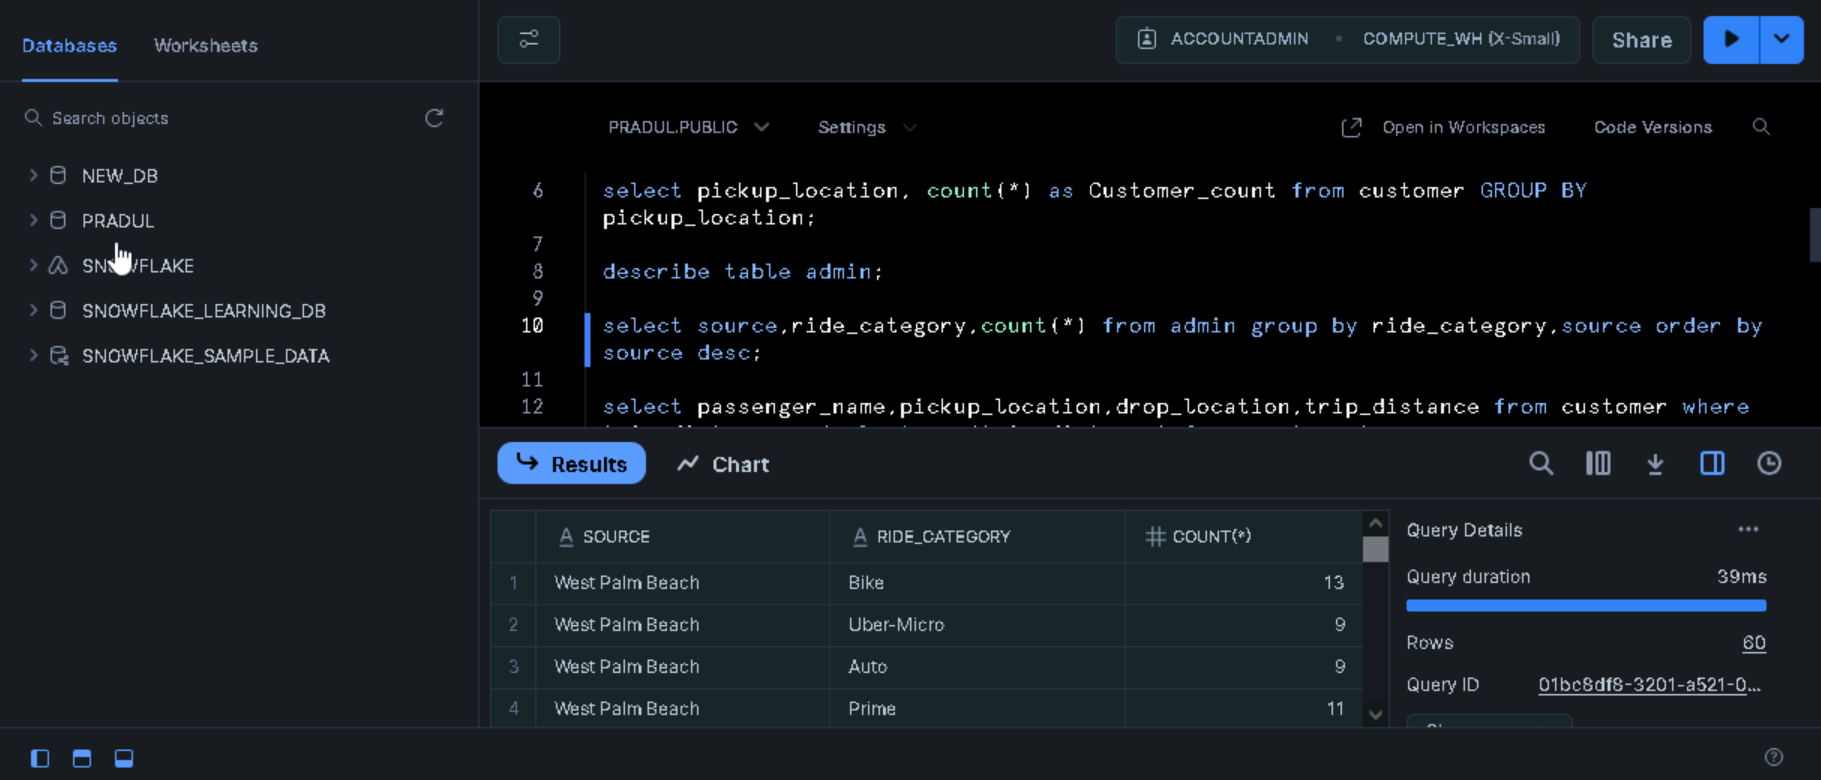 Databases Worksheets
ACCOUNTADMIN • COMPUTE_WH (X-Small) Share
Search objects
NEW_DB
PRADUL
SNOWFLAKE
SNOWFLAKE_LEARNING_DB
SNOWFLAKE_SAMPLE_DATA
PRADUL.PUBLIC Settings Open in Workspaces Code Versions
6 select pickup_location, count(*) as Customer_count from customer GROUP BY
pickup_location;
7
8 describe table admin;
9
10 select source,ride_category,count(*) from admin group by ride_category,source order by
source desc;
11
12 select passenger_name,pickup_location,drop_location,trip_distance from customer where
Results Chart
SOURCE RIDE_CATEGORY COUNT(*)
1 West Palm Beach Bike 13
2 West Palm Beach Uber-Micro 9
3 West Palm Beach Auto 9
4 West Palm Beach Prime 11
Query Details
Query duration 39ms
Rows 60
Query ID 01bc8df8-3201-a521-0...